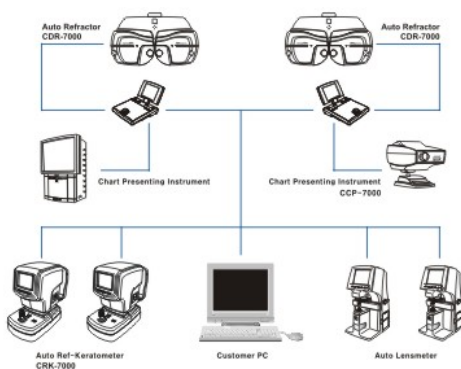 Auto Refractor
CDR-7000
Auto Refractor
CDR-7000
Chart Presenting Instrument
Chart Presenting Instrument
CCP-7000
Auto Ref-Keratometer
CRK-7000
Customer PC
Auto Lensmeter